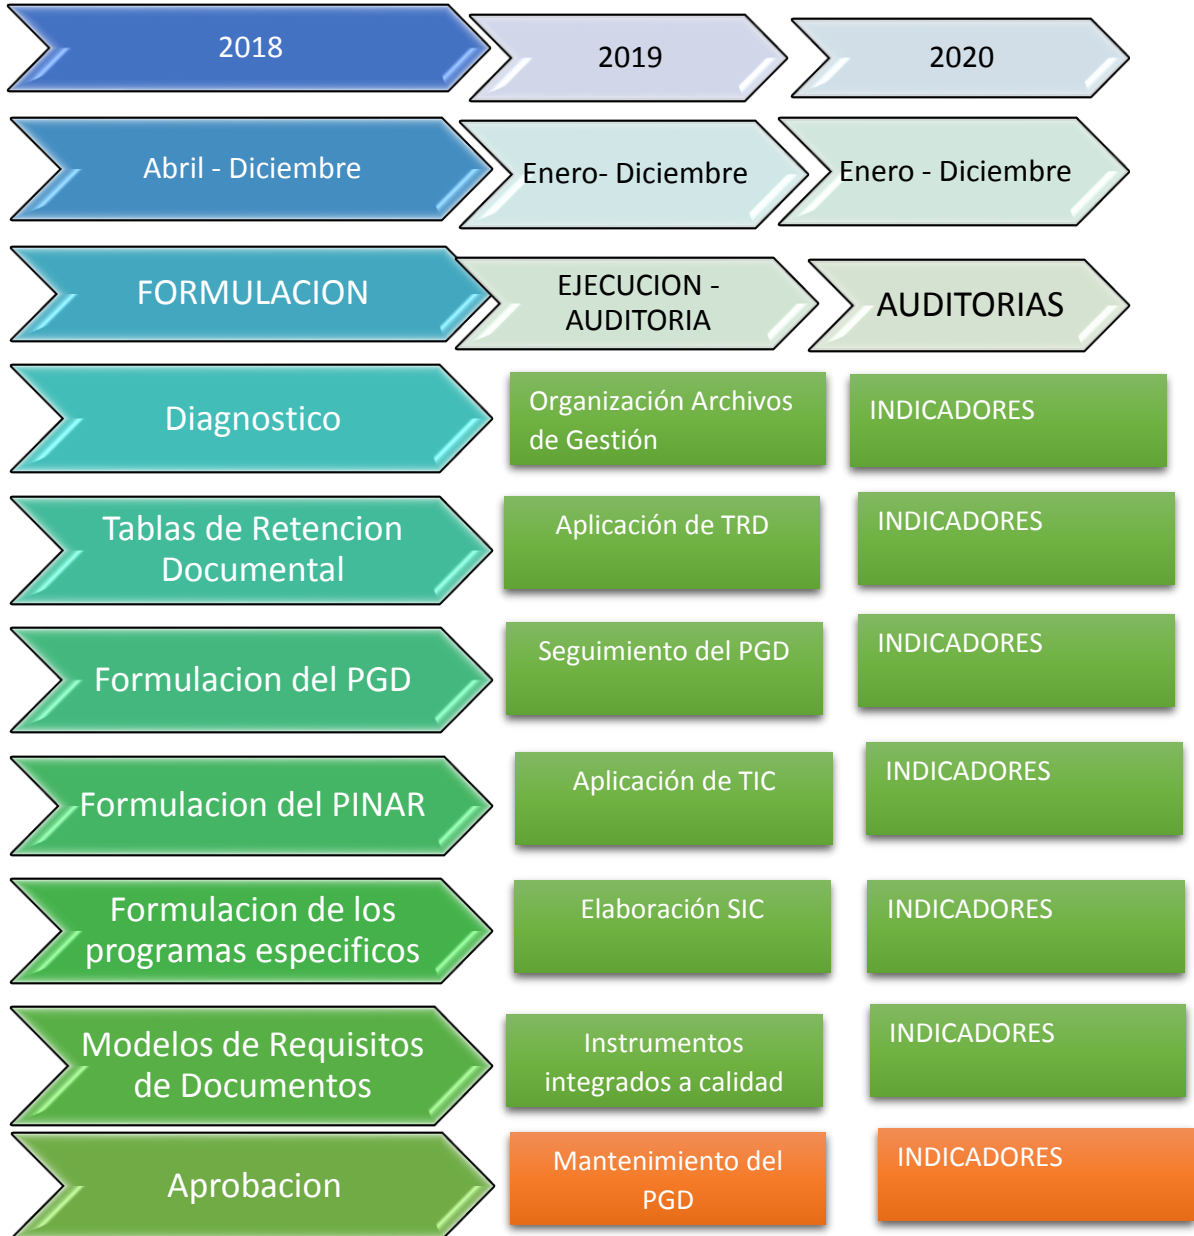 2018
2019
2020
Abril - Diciembre
Enero- Diciembre
Enero - Diciembre
FORMULACION
EJECUCION -
AUDITORIA
AUDITORIAS
Diagnostico
Organización Archivos
de Gestión
INDICADORES
Tablas de Retencion
Documental
Aplicación de TRD
INDICADORES
Formulacion del PGD
Seguimiento del PGD
INDICADORES
Formulacion del PINAR
Aplicación de TIC
INDICADORES
Formulacion de los
programas especificos
Elaboración SIC
INDICADORES
Modelos de Requisitos
de Documentos
Instrumentos
integrados a calidad
INDICADORES
Aprobacion
Mantenimiento del
PGD
INDICADORES